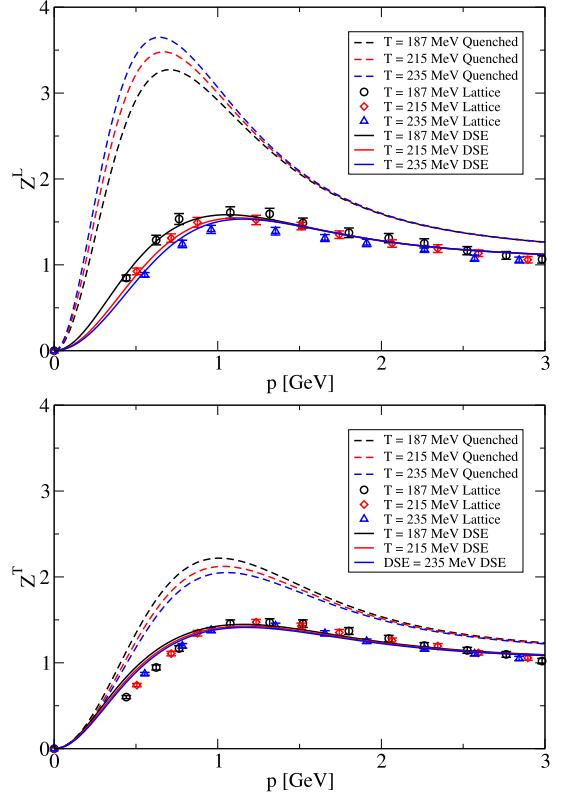 4
3
2
1
0
Z^L
T = 187 MeV Quenched
T = 215 MeV Quenched
T = 235 MeV Quenched
T = 187 MeV Lattice
T = 215 MeV Lattice
T = 235 MeV Lattice
T = 187 MeV DSE
T = 215 MeV DSE
T = 235 MeV DSE
0 1 2 3
p [GeV]
4
3
2
1
0
Z^T
T = 187 MeV Quenched
T = 215 MeV Quenched
T = 235 MeV Quenched
T = 187 MeV Lattice
T = 215 MeV Lattice
T = 235 MeV Lattice
T = 187 MeV DSE
T = 215 MeV DSE
DSE = 235 MeV DSE
0 1 2 3
p [GeV]